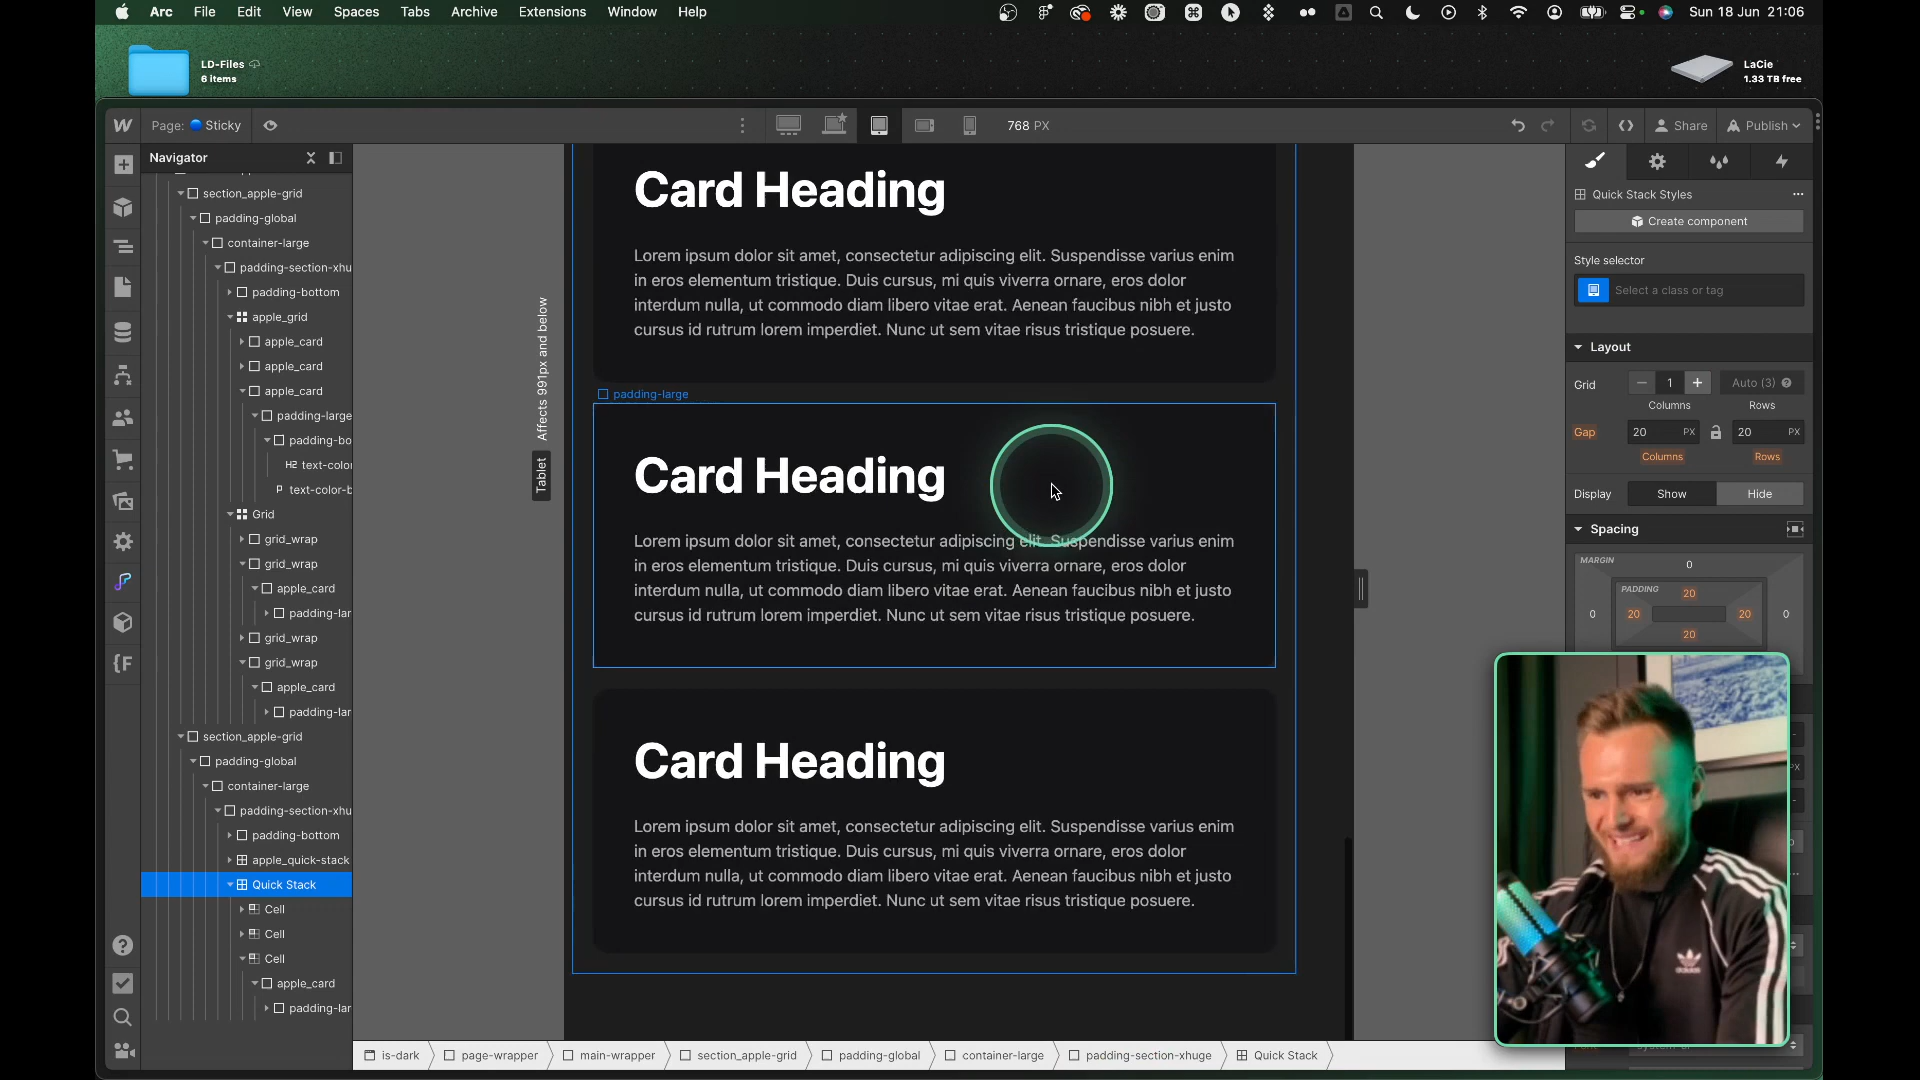 Arc File Edit View Spaces Tabs Archive Extensions Window Help
Sun 18 Jun 21:06
LD-Files
6 items
LaCie
1.33 TB free
Page: Sticky
768 PX
Share
Publish
Navigator
section_apple-grid
padding-global
container-large
padding-section-xhu
padding-bottom
apple_grid
apple_card
apple_card
apple_card
padding-large
padding-bo
H2 text-color
P text-color-b
Grid
grid_wrap
grid_wrap
apple_card
padding-lar
grid_wrap
grid_wrap
apple_card
padding-lar
section_apple-grid
padding-global
container-large
padding-section-xhu
padding-bottom
apple_quick-stack
Quick Stack
Cell
Cell
Cell
apple_card
padding-lar
Affects 991px and below
Tablet
Card Heading
Lorem ipsum dolor sit amet, consectetur adipiscing elit. Suspendisse varius enim
in eros elementum tristique. Duis cursus, mi quis viverra ornare, eros dolor
interdum nulla, ut commodo diam libero vitae erat. Aenean faucibus nibh et justo
cursus id rutrum lorem imperdiet. Nunc ut sem vitae risus tristique posuere.
padding-large
Card Heading
Lorem ipsum dolor sit amet, consectetur adipiscing elit. Suspendisse varius enim
in eros elementum tristique. Duis cursus, mi quis viverra ornare, eros dolor
interdum nulla, ut commodo diam libero vitae erat. Aenean faucibus nibh et justo
cursus id rutrum lorem imperdiet. Nunc ut sem vitae risus tristique posuere.
Card Heading
Lorem ipsum dolor sit amet, consectetur adipiscing elit. Suspendisse varius enim
in eros elementum tristique. Duis cursus, mi quis viverra ornare, eros dolor
interdum nulla, ut commodo diam libero vitae erat. Aenean faucibus nibh et justo
cursus id rutrum lorem imperdiet. Nunc ut sem vitae risus tristique posuere.
Quick Stack Styles
Create component
Style selector
Select a class or tag
Layout
Grid 1 Auto (3)
Columns Rows
Gap 20 PX 20 PX
Columns Rows
Display Show Hide
Spacing
MARGIN
0
PADDING
20
0 20 20 0
20
adidas
is-dark page-wrapper main-wrapper section_apple-grid padding-global container-large padding-section-xhuge Quick Stack